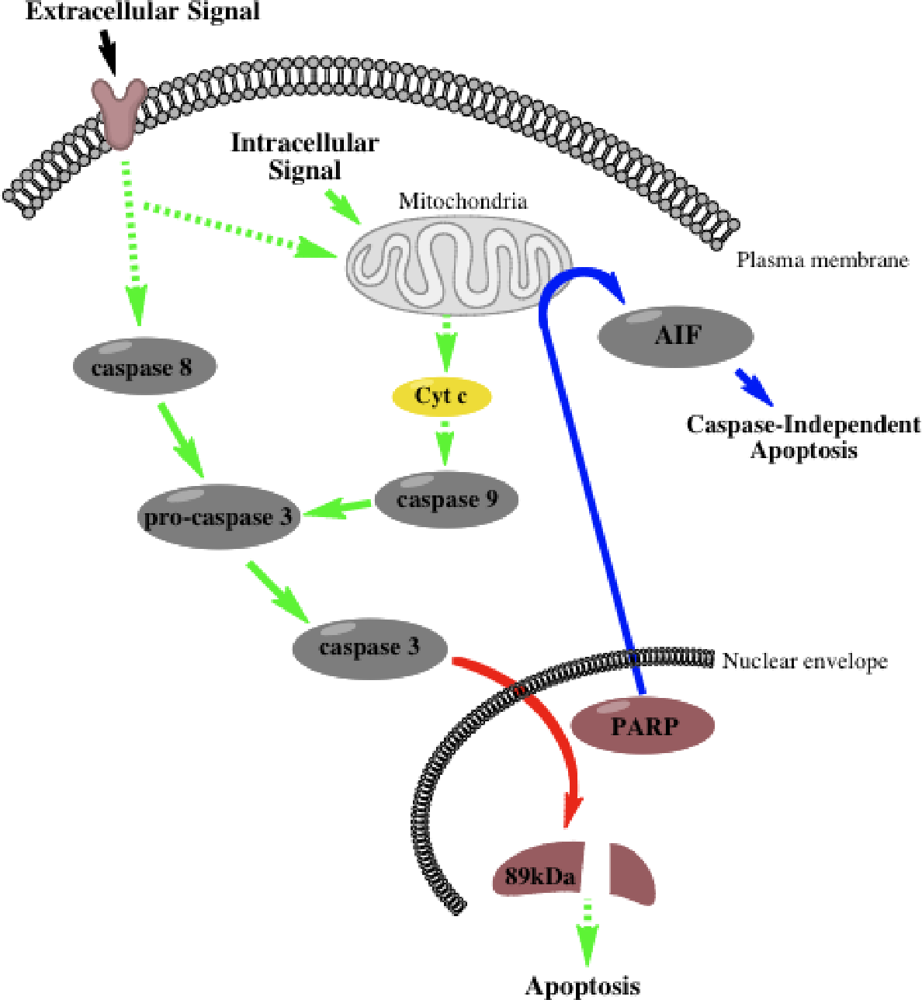 Extracellular Signal
Intracellular
Signal
Mitochondria
Plasma membrane
AIF
caspase 8
Cyt c
Caspase-Independent
Apoptosis
caspase 9
pro-caspase 3
caspase 3
Nuclear envelope
PARP
89kDa
Apoptosis